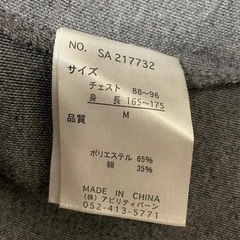 NO. SA 217732
サイズ
チェスト 88~96
身長 165~175
M
品質
ポリエステル 65%
綿 35%
MADE IN CHINA
(株)アビリティバーン
052-413-5771